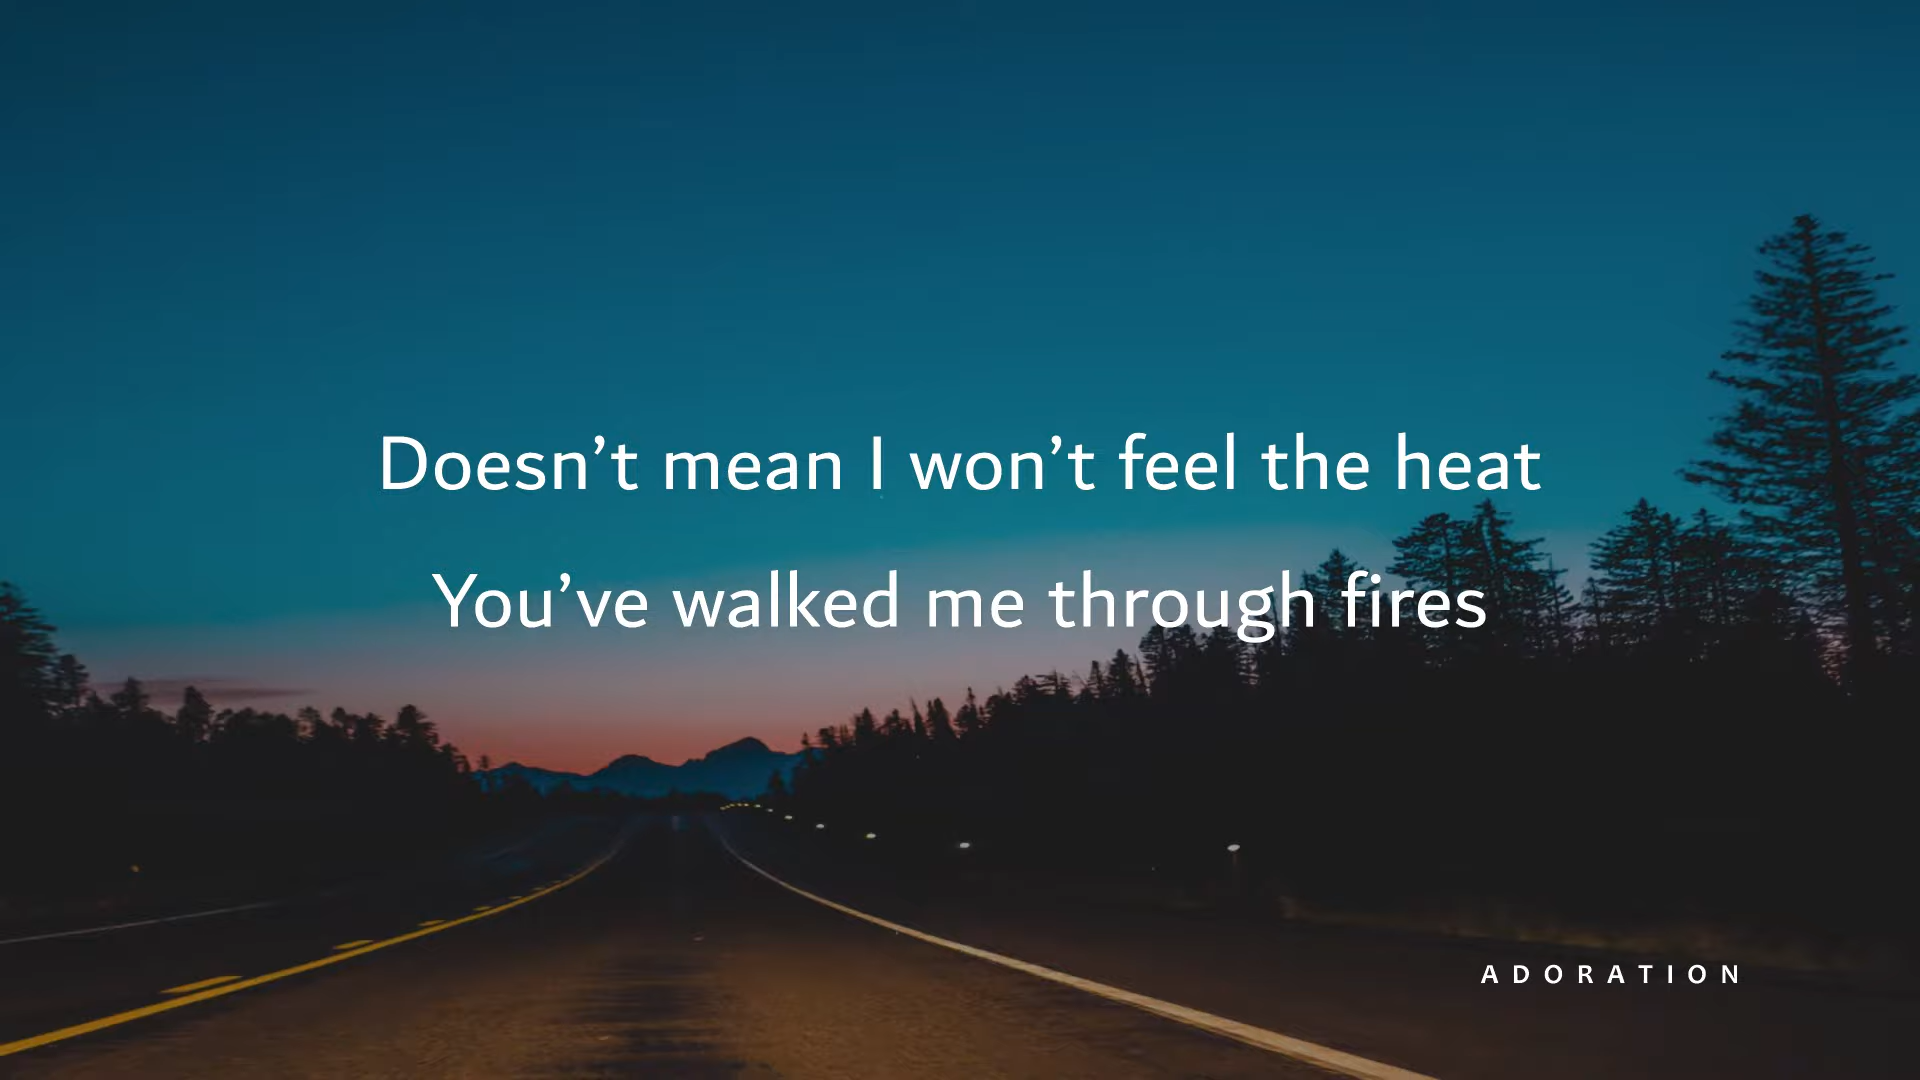 Doesn’t mean I won’t feel the heat
You’ve walked me through fires
ADORATION